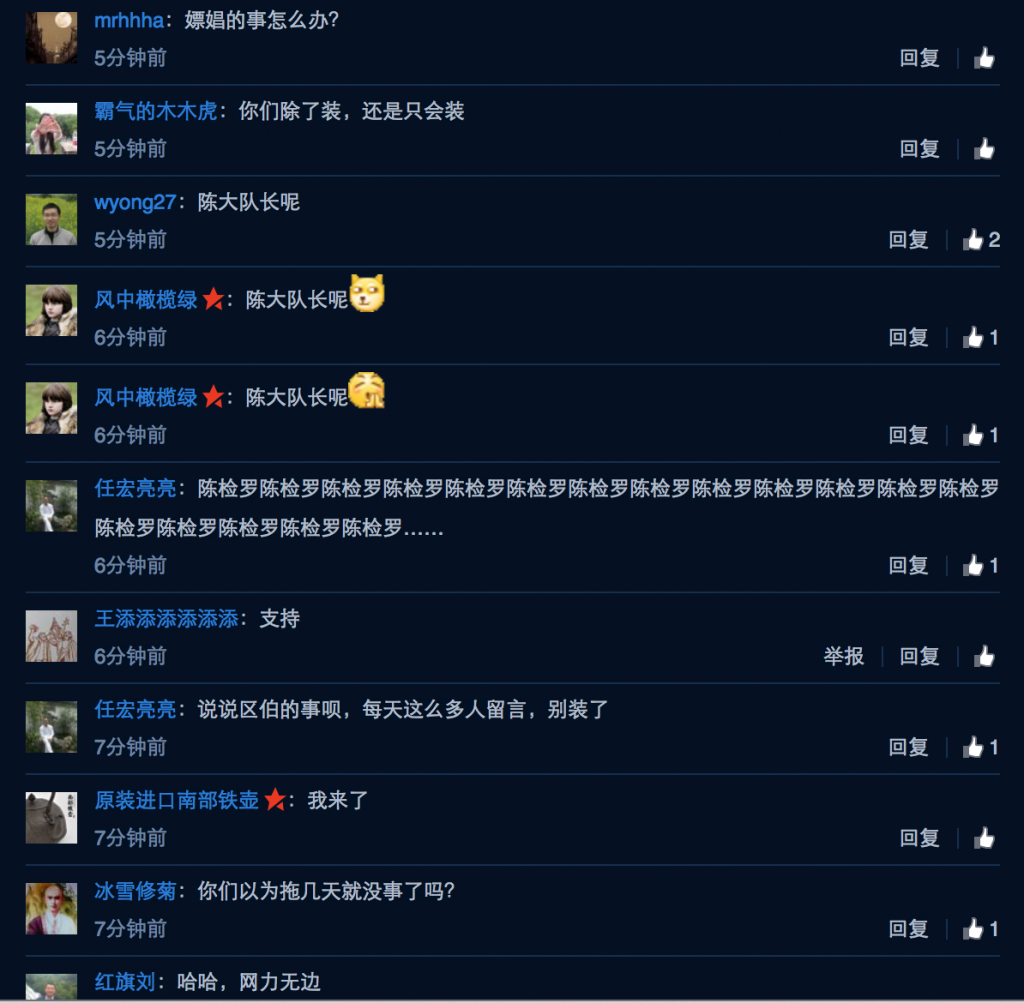 mrhhha：嫖娼的事怎么办?
5分钟前
回复
霸气的木木虎：你们除了装，还是只会装
5分钟前
回复
wyong27：陈大队长呢
5分钟前
回复 2
风中橄榄绿：陈大队长呢
6分钟前
回复 1
风中橄榄绿：陈大队长呢
6分钟前
回复 1
任宏亮亮：陈检罗陈检罗陈检罗陈检罗陈检罗陈检罗陈检罗陈检罗陈检罗陈检罗陈检罗陈检罗陈检罗
陈检罗陈检罗陈检罗陈检罗陈检罗……
6分钟前
回复 1
王添添添添添添：支持
6分钟前
举报 回复
任宏亮亮：说说区伯的事呗，每天这么多人留言，别装了
7分钟前
回复 1
原装进口南部铁壶：我来了
7分钟前
回复
冰雪修菊：你们以为拖几天就没事了吗?
7分钟前
回复 1
红旗刘：哈哈，网力无边